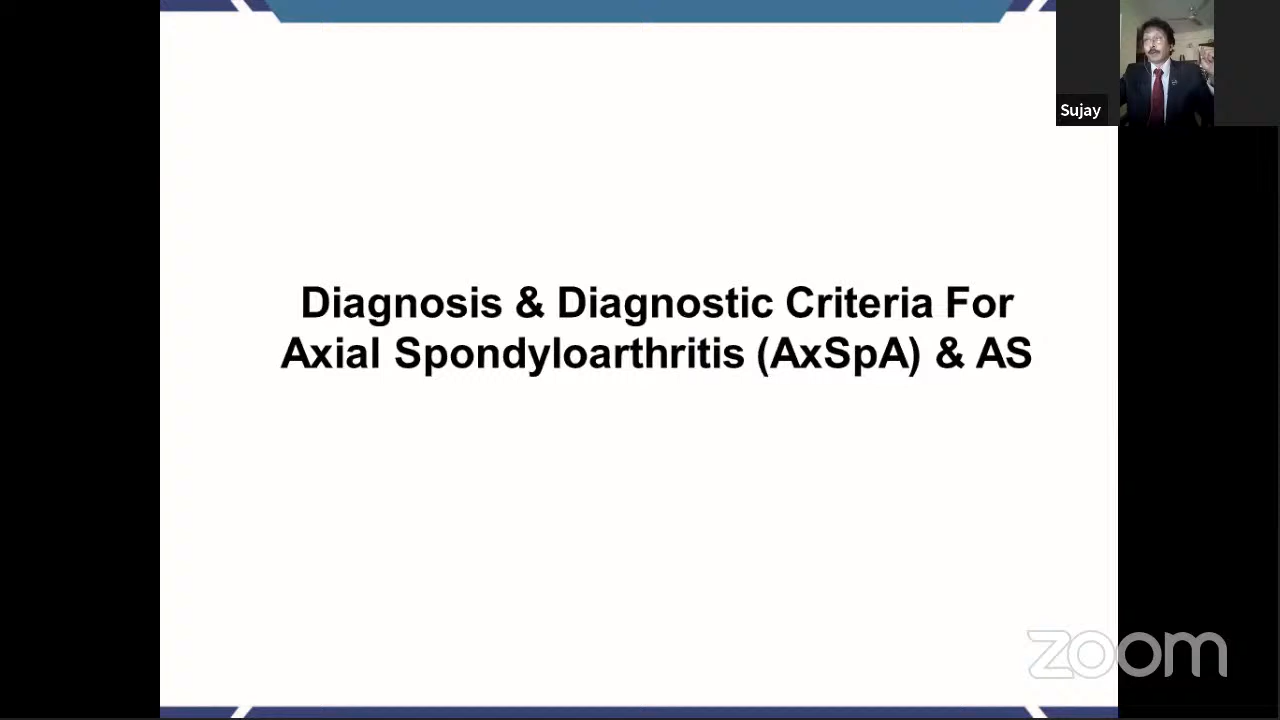 Sujay
Diagnosis & Diagnostic Criteria For
Axial Spondyloarthritis (AxSpA) & AS
zoom